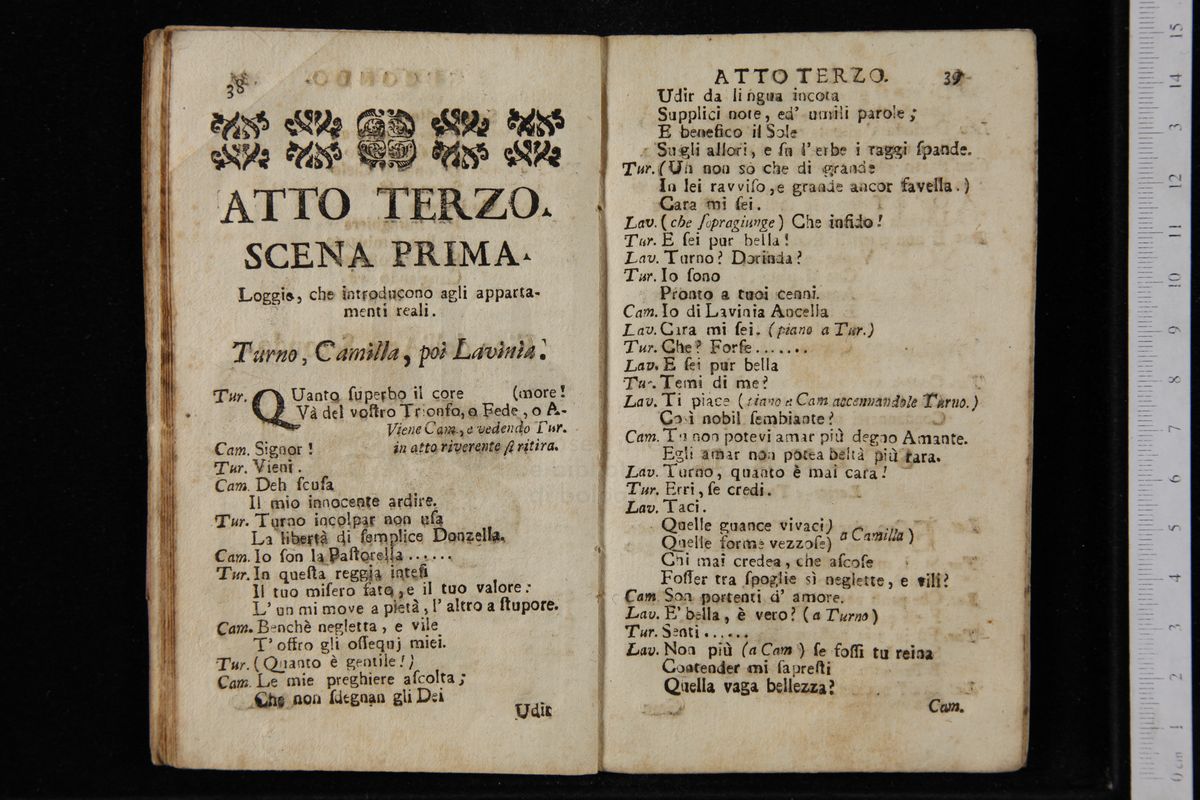 38
ATTO TERZO.
SCENA PRIMA.
Loggie, che introducono agli apparta-
menti reali.
Turno, Camilla, poi Lavinia.
Tur. QUanto ſuperbo il core (more!
Và del voſtro Trionfo, o Fede, o A-
Viene Cam., e vedendo Tur.
Cam. Signor! in atto riverente ſi ritira.
Tur. Vieni.
Cam. Deh ſcuſa
Il mio innocente ardire.
Tur. Turno incolpar non uſa
La libertà di ſemplice Donzella.
Cam. Io ſon la Paſtorella ......
Tur. In queſta reggia inteſi
Il tuo miſero fato, e il tuo valore:
L' un mi move a pietà, l' altro a ſtupore.
Cam. Benchè negletta, e vile
T' offro gli oſſequj miei.
Tur. (Quanto è gentile!)
Cam. Le mie preghiere aſcolta;
Che non ſdegnan gli Dei
Udir
ATTO TERZO. 39
Udir da lingua incota
Supplici note, ed' umili parole;
E benefico il Sole
Sugli allori, e ſu l' erbe i raggi ſpande.
Tur. (Un non sò che di grande
In lei ravviſo, e grande ancor favella.)
Cara mi ſei.
Lav. (che ſopragiunge) Che infido!
Tur. E ſei pur bella!
Lav. Turno? Dorinda?
Tur. Io ſono
Pronto a tuoi cenni.
Cam. Io di Lavinia Ancella
Lav. Cara mi ſei. (piano a Tur.)
Tur. Che? Forſe .......
Lav. E ſei pur bella
Tur. Temi di me?
Lav. Ti piace (piano a Cam accennandole Turno.)
Così nobil ſembiante?
Cam. Tu non potevi amar più degno Amante.
Egli amar non potea beltà più rara.
Lav. Turno, quanto è mai cara!
Tur. Erri, ſe credi.
Lav. Taci.
Quelle guance vivaci)
Quelle forme vezzoſe) a Camilla)
Chi mai credea, che aſcoſe
Foſſer tra ſpoglie sì neglette, e vili?
Cam Son portenti d' amore.
Lav. E' bella, è vero? (a Turno)
Tur. Senti ......
Lav. Non più (a Cam) ſe foſſi tu reina
Contender mi ſapreſti
Quella vaga bellezza?
Cam.